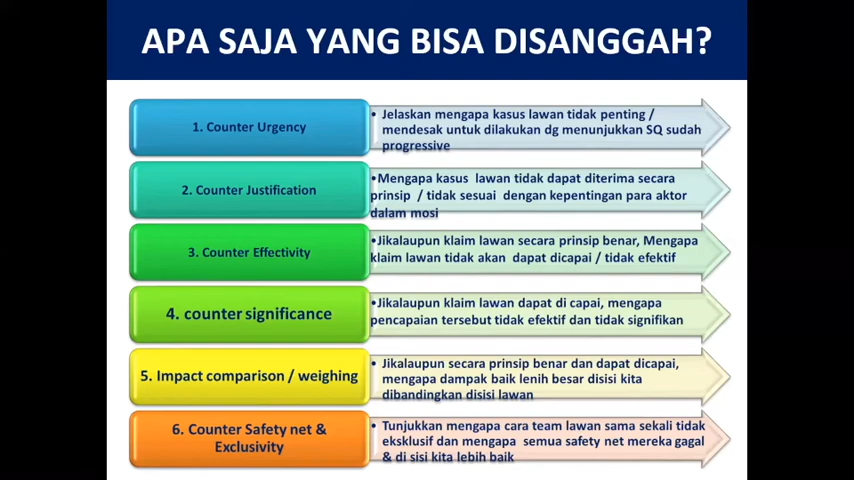 APA SAJA YANG BISA DISANGGAH?
1. Counter Urgency
• Jelaskan mengapa kasus lawan tidak penting /
mendesak untuk dilakukan dg menunjukkan SQ sudah
progressive
2. Counter Justification
•Mengapa kasus lawan tidak dapat diterima secara
prinsip / tidak sesuai dengan kepentingan para aktor
dalam mosi
3. Counter Effectivity
•Jikalaupun klaim lawan secara prinsip benar, Mengapa
klaim lawan tidak akan dapat dicapai / tidak efektif
4. counter significance
•Jikalaupun klaim lawan dapat di capai, mengapa
pencapaian tersebut tidak efektif dan tidak signifikan
5. Impact comparison / weighing
• Jikalaupun secara prinsip benar dan dapat dicapai,
mengapa dampak baik lenih besar disisi kita
dibandingkan disisi lawan
6. Counter Safety net &
Exclusivity
• Tunjukkan mengapa cara team lawan sama sekali tidak
eksklusif dan mengapa semua safety net mereka gagal
& di sisi kita lebih baik